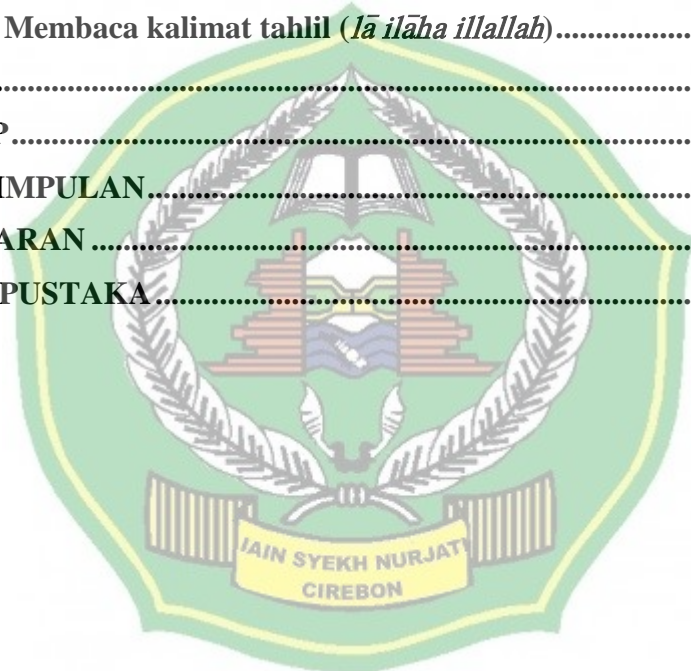 Membaca kalimat tahlil (lā ilāha illallah)....................
................................................................................
P................................................................................
IMPULAN................................................................
ARAN................................................................
PUSTAKA................................................................
IAIN SYEKH NURJATI
CIREBON